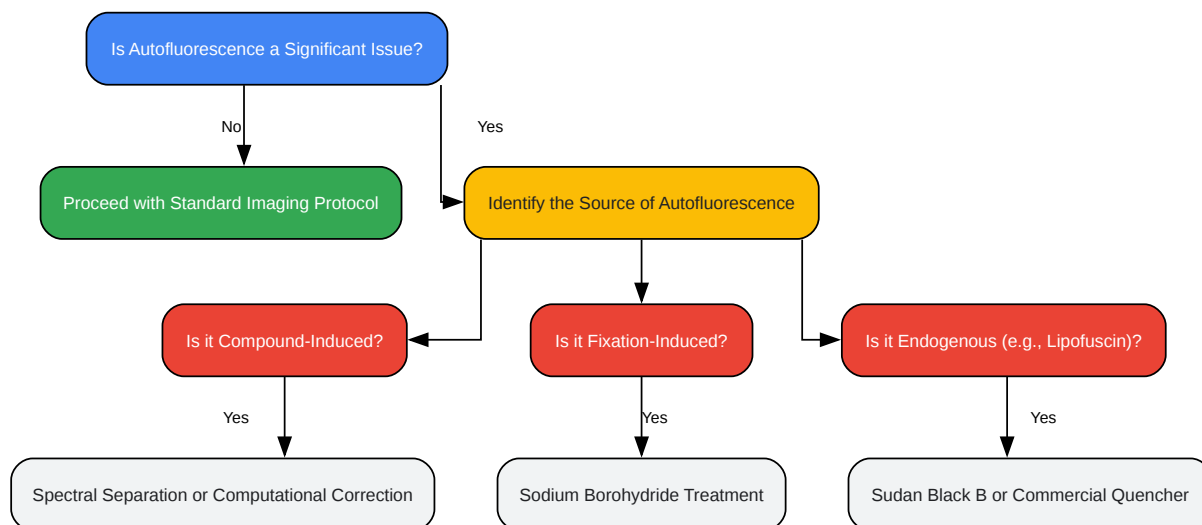 Is Autofluorescence a Significant Issue?
No
Yes
Proceed with Standard Imaging Protocol
Identify the Source of Autofluorescence
Is it Compound-Induced?
Is it Fixation-Induced?
Is it Endogenous (e.g., Lipofuscin)?
Yes
Yes
Yes
Spectral Separation or Computational Correction
Sodium Borohydride Treatment
Sudan Black B or Commercial Quencher